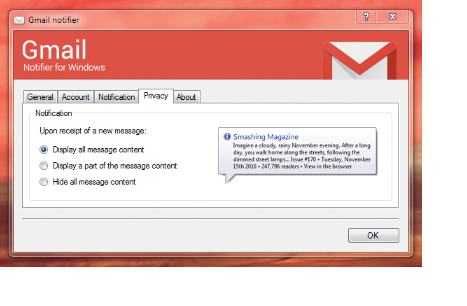 Gmail notifier
Gmail
Notifier for Windows
General Account Notification Privacy About
Notification
Upon receipt of a new message:
Display all message content
Display a part of the message content
Hide all message content
Smashing Magazine
Imagine a cloudy, rainy November evening. After a long
day, you walk home along the streets, following the
dimmed street lamps... Issue #170 • Tuesday, November
15th 2016 • 247,796 readers • View in the browser
OK